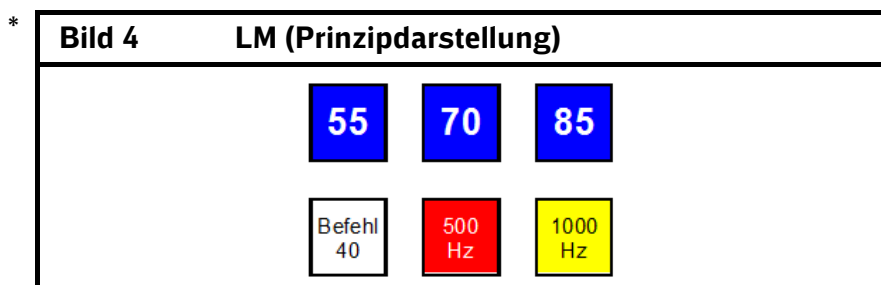 *
Bild 4 LM (Prinzipdarstellung)
55 70 85
Befehl 40
500 Hz
1000 Hz